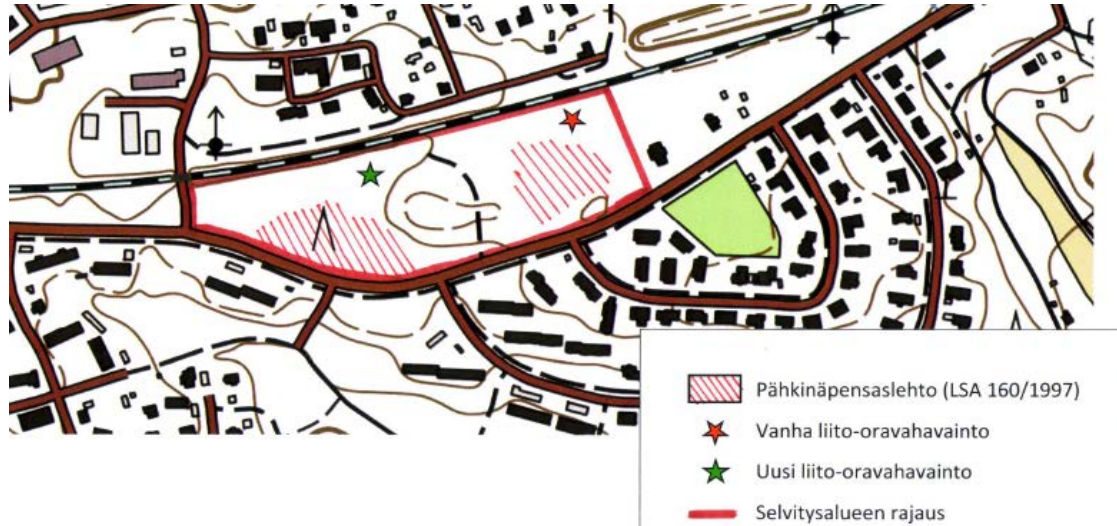 Pähkinäpensaslehto (LSA 160/1997)
Vanha liito-oravahavainto
Uusi liito-oravahavainto
Selvitysalueen rajaus